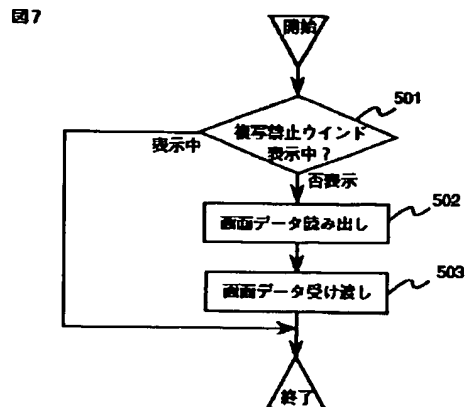 図7
開始
501
複写禁止ウインド
表示中?
表示中
否表示
502
画面データ読み出し
503
画面データ受け渡し
終了